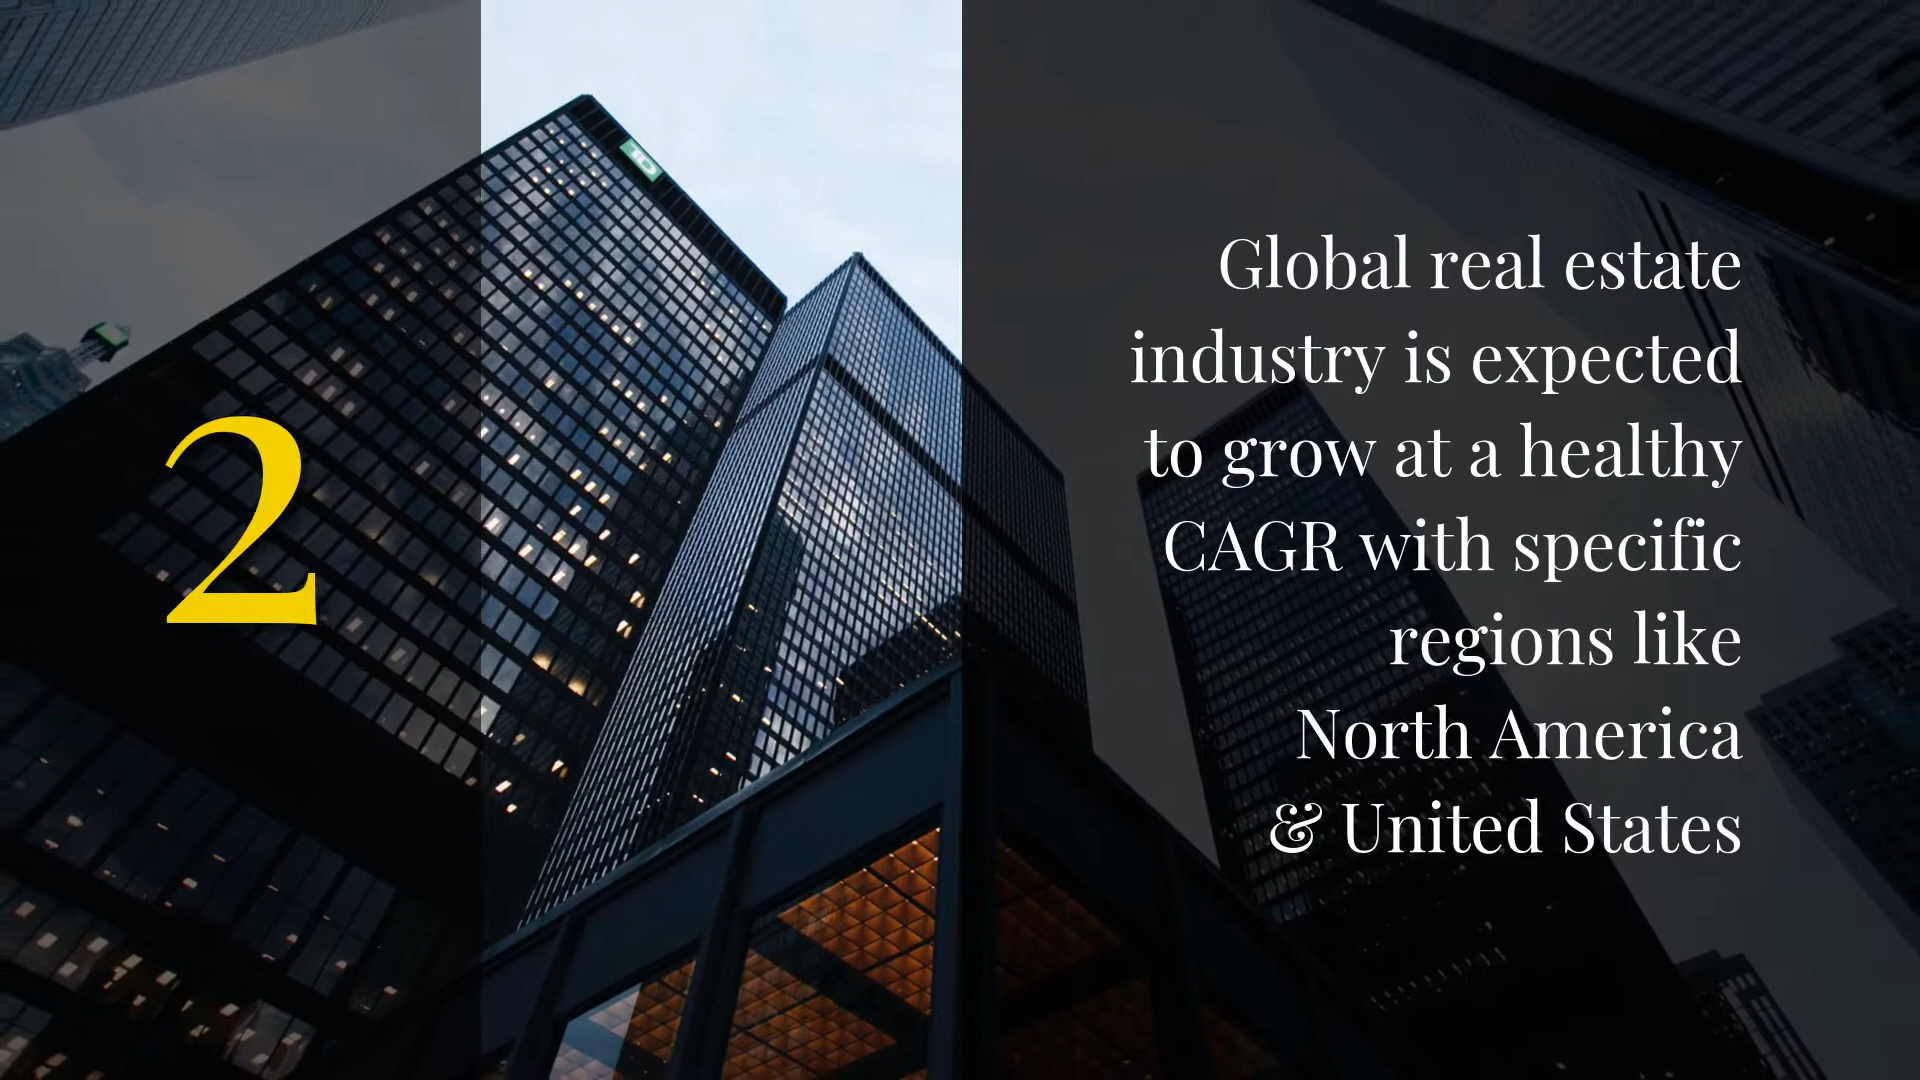 TD
2
Global real estate
industry is expected
to grow at a healthy
CAGR with specific
regions like
North America
& United States